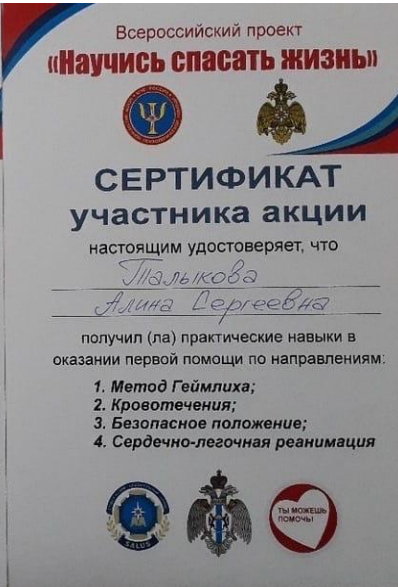 Всероссийский проект
«Научись спасать жизнь»
СЕРТИФИКАТ
участника акции
настоящим удостоверяет, что
Талыкова
Алина Сергеевна
получил (ла) практические навыки в
оказании первой помощи по направлениям:
1. Метод Геймлиха;
2. Кровотечения;
3. Безопасное положение;
4. Сердечно-легочная реанимация
SALUS
ТЫ МОЖЕШЬ
ПОМОЧЬ!